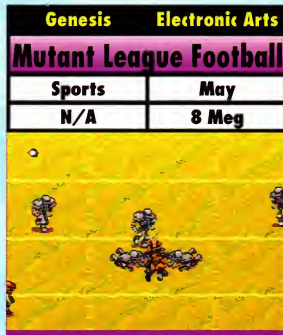 Genesis Electronic Arts
Mutant League Football
Sports May
N/A 8 Meg